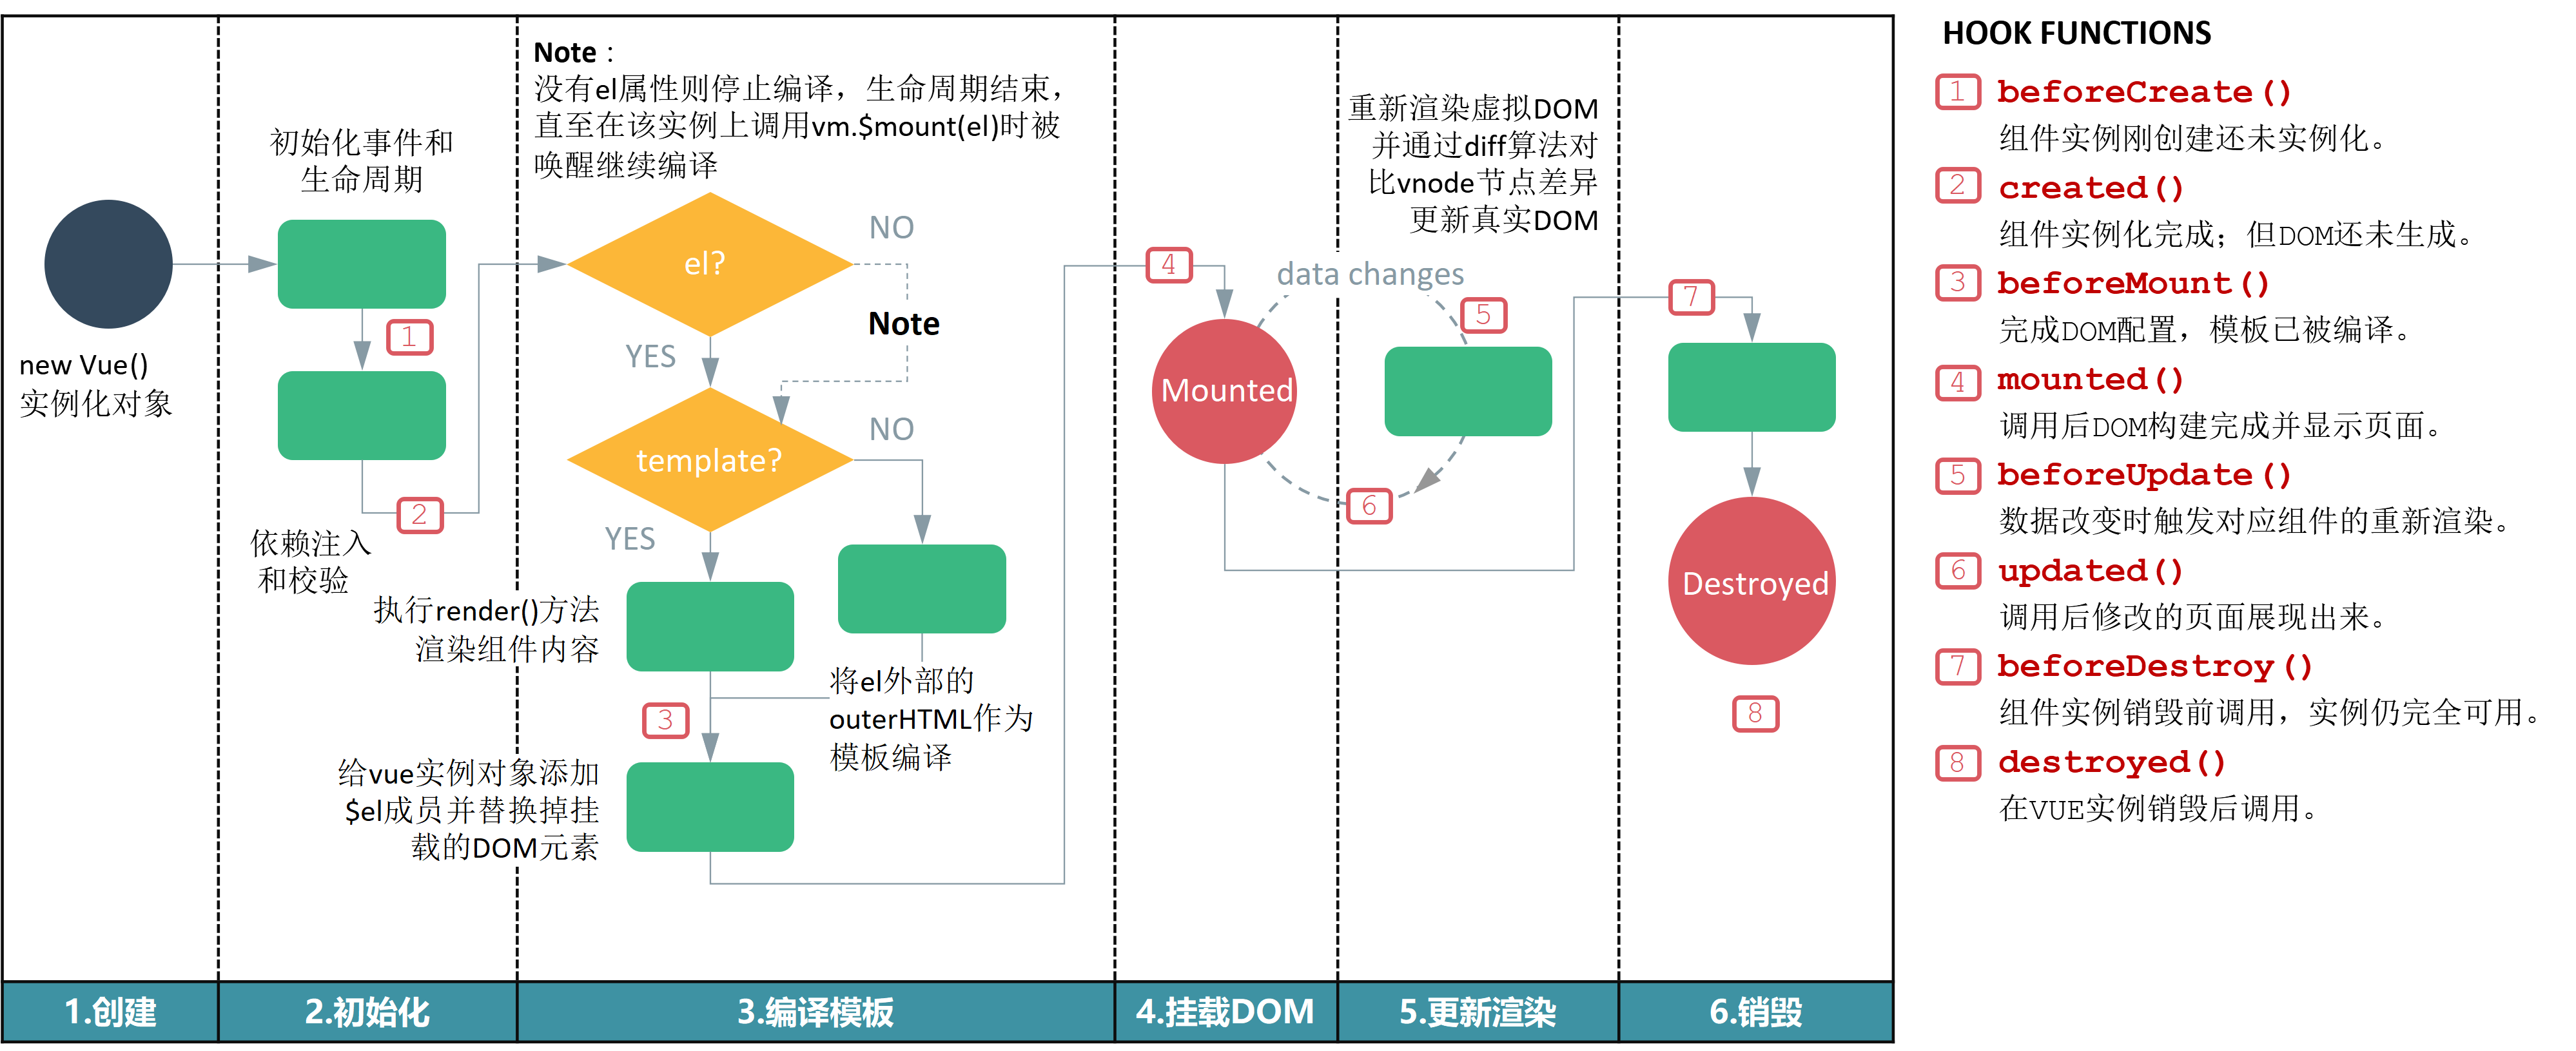 new Vue()
实例化对象
初始化事件和
生命周期
1
2
依赖注入
和校验
Note：
没有el属性则停止编译，生命周期结束，
直至在该实例上调用vm.$mount(el)时被
唤醒继续编译
el?
NO
Note
YES
template?
NO
YES
执行render()方法
渲染组件内容
将el外部的
outerHTML作为
模板编译
3
给vue实例对象添加
$el成员并替换掉挂
载的DOM元素
4
Mounted
重新渲染虚拟DOM
并通过diff算法对
比vnode节点差异
更新真实DOM
data changes
5
6
7
Destroyed
8
1.创建
2.初始化
3.编译模板
4.挂载DOM
5.更新渲染
6.销毁
HOOK FUNCTIONS
1 beforeCreate()
组件实例刚创建还未实例化。
2 created()
组件实例化完成；但DOM还未生成。
3 beforeMount()
完成DOM配置，模板已被编译。
4 mounted()
调用后DOM构建完成并显示页面。
5 beforeUpdate()
数据改变时触发对应组件的重新渲染。
6 updated()
调用后修改的页面展现出来。
7 beforeDestroy()
组件实例销毁前调用，实例仍完全可用。
8 destroyed()
在VUE实例销毁后调用。